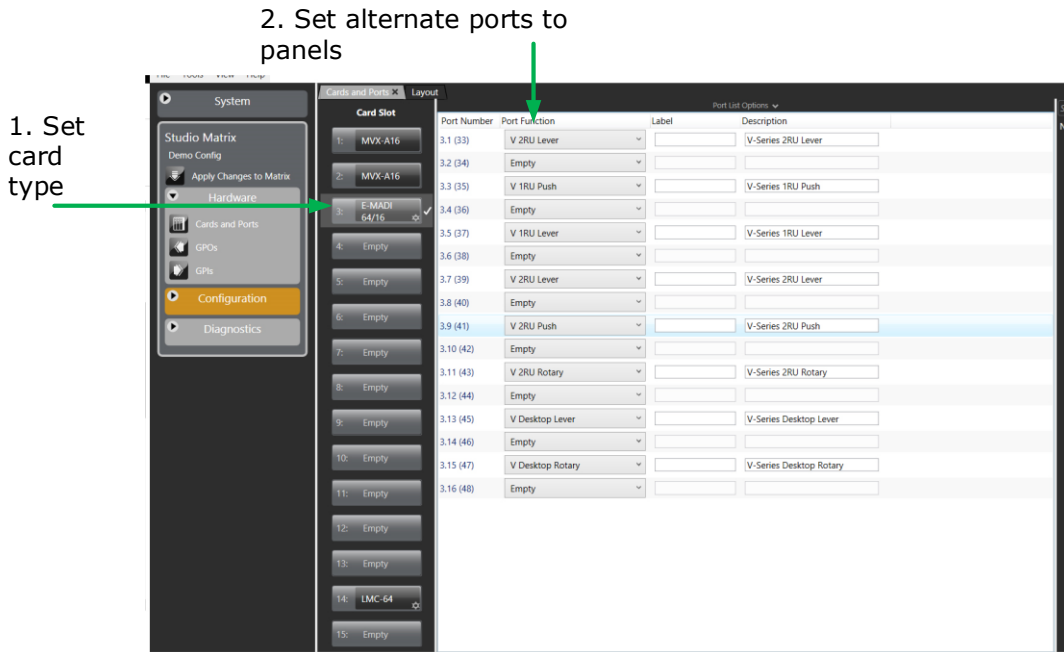 2. Set alternate ports to
panels
1. Set
card
type
File Tools View Help
System
Studio Matrix
Demo Config
Apply Changes to Matrix
Hardware
Cards and Ports
GPOs
GPIs
Configuration
Diagnostics
Cards and Ports × Layout
Card Slot
1: MVX-A16
2: MVX-A16
3: E-MADI
64/16
4: Empty
5: Empty
6: Empty
7: Empty
8: Empty
9: Empty
10: Empty
11: Empty
12: Empty
13: Empty
14: LMC-64
15: Empty
Port List Options
Port Number Port Function Label Description
3.1 (33) V 2RU Lever V-Series 2RU Lever
3.2 (34) Empty
3.3 (35) V 1RU Push V-Series 1RU Push
3.4 (36) Empty
3.5 (37) V 1RU Lever V-Series 1RU Lever
3.6 (38) Empty
3.7 (39) V 2RU Lever V-Series 2RU Lever
3.8 (40) Empty
3.9 (41) V 2RU Push V-Series 2RU Push
3.10 (42) Empty
3.11 (43) V 2RU Rotary V-Series 2RU Rotary
3.12 (44) Empty
3.13 (45) V Desktop Lever V-Series Desktop Lever
3.14 (46) Empty
3.15 (47) V Desktop Rotary V-Series Desktop Rotary
3.16 (48) Empty